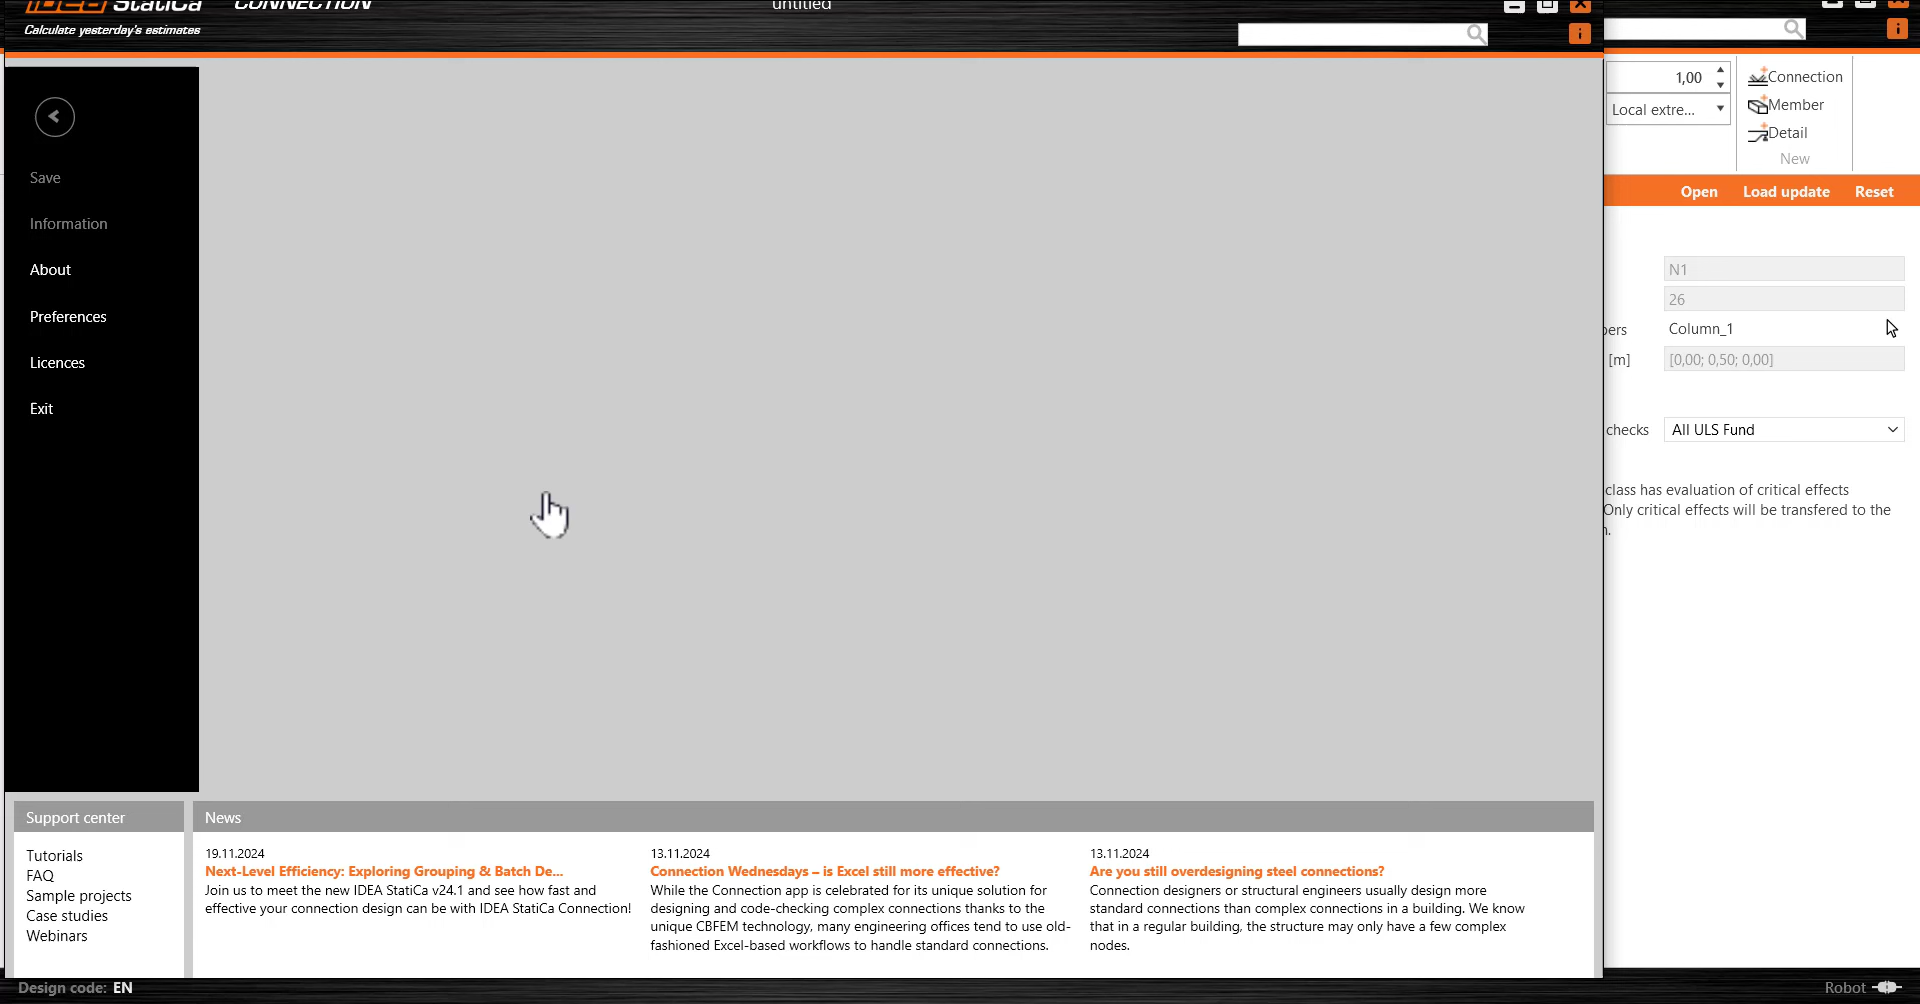 IDEA StatiCa CONNECTION
untitled
Calculate yesterday's estimates
1,00
Connection
Local extre...
Member
Detail
New
Open Load update Reset
Save
Information
About
Preferences
Licences
Exit
N1
26
Column_1
[m] [0,00; 0,50; 0,00]
checks All ULS Fund
class has evaluation of critical effects
Only critical effects will be transfered to the
Support center
Tutorials
FAQ
Sample projects
Case studies
Webinars
News
19.11.2024
Next-Level Efficiency: Exploring Grouping & Batch De...
Join us to meet the new IDEA StatiCa v24.1 and see how fast and
effective your connection design can be with IDEA StatiCa Connection!
13.11.2024
Connection Wednesdays – is Excel still more effective?
While the Connection app is celebrated for its unique solution for
designing and code-checking complex connections thanks to the
unique CBFEM technology, many engineering offices tend to use old-
fashioned Excel-based workflows to handle standard connections.
13.11.2024
Are you still overdesigning steel connections?
Connection designers or structural engineers usually design more
standard connections than complex connections in a building. We know
that in a regular building, the structure may only have a few complex
nodes.
Design code: EN
Robot